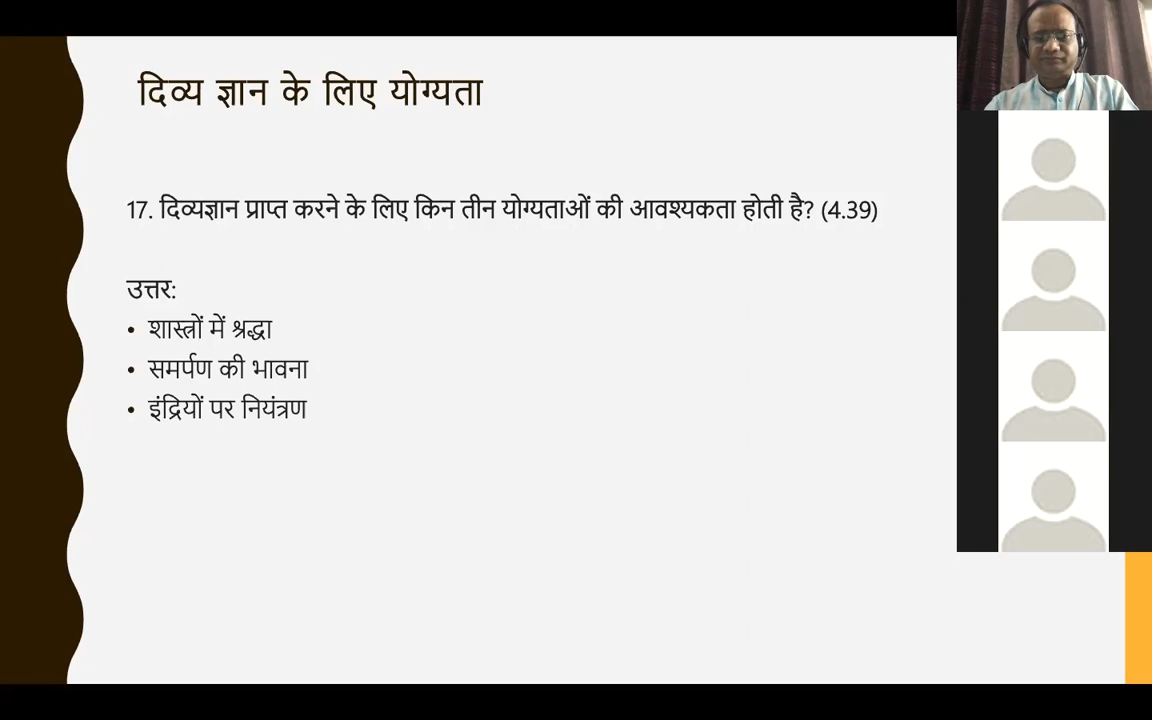 दिव्य ज्ञान के लिए योग्यता
17. दिव्यज्ञान प्राप्त करने के लिए किन तीन योग्यताओं की आवश्यकता होती है? (4.39)
उत्तर:
• शास्त्रों में श्रद्धा
• समर्पण की भावना
• इंद्रियों पर नियंत्रण